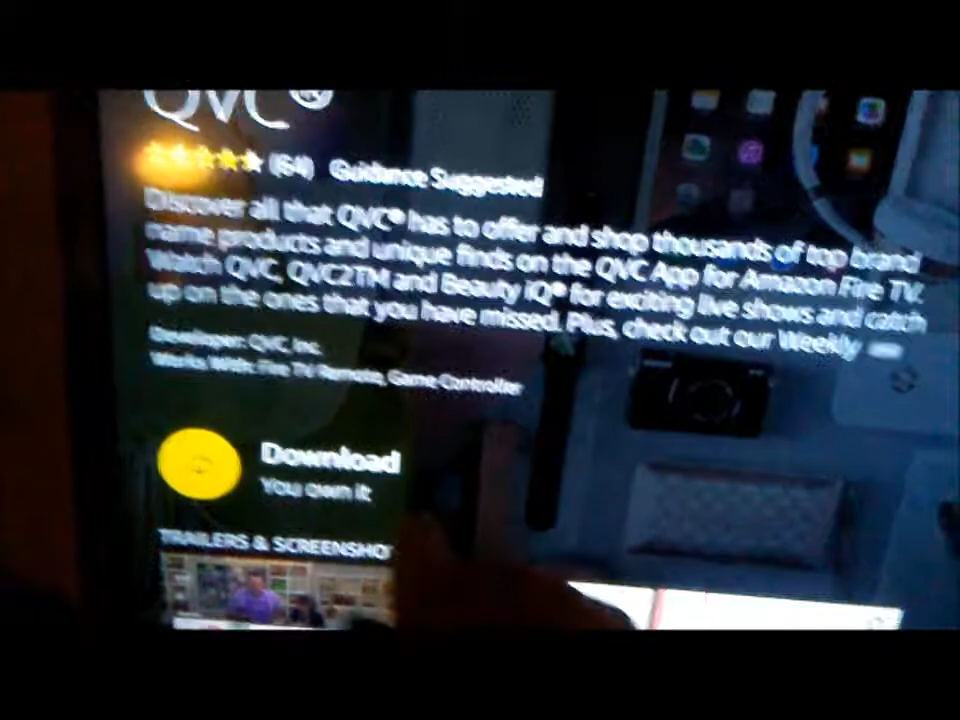 QVC®
(64) Guidance Suggested
Discover all that QVC® has to offer and shop thousands of top brand
name products and unique finds on the QVC App for Amazon Fire TV.
Watch QVC, QVC2TM and Beauty iQ® for exciting live shows and catch
up on the ones that you have missed. Plus, check out our Weekly
Developer: QVC, Inc.
Works With: Fire TV Remote, Game Controller
Download
You own it
TRAILERS & SCREENSHO